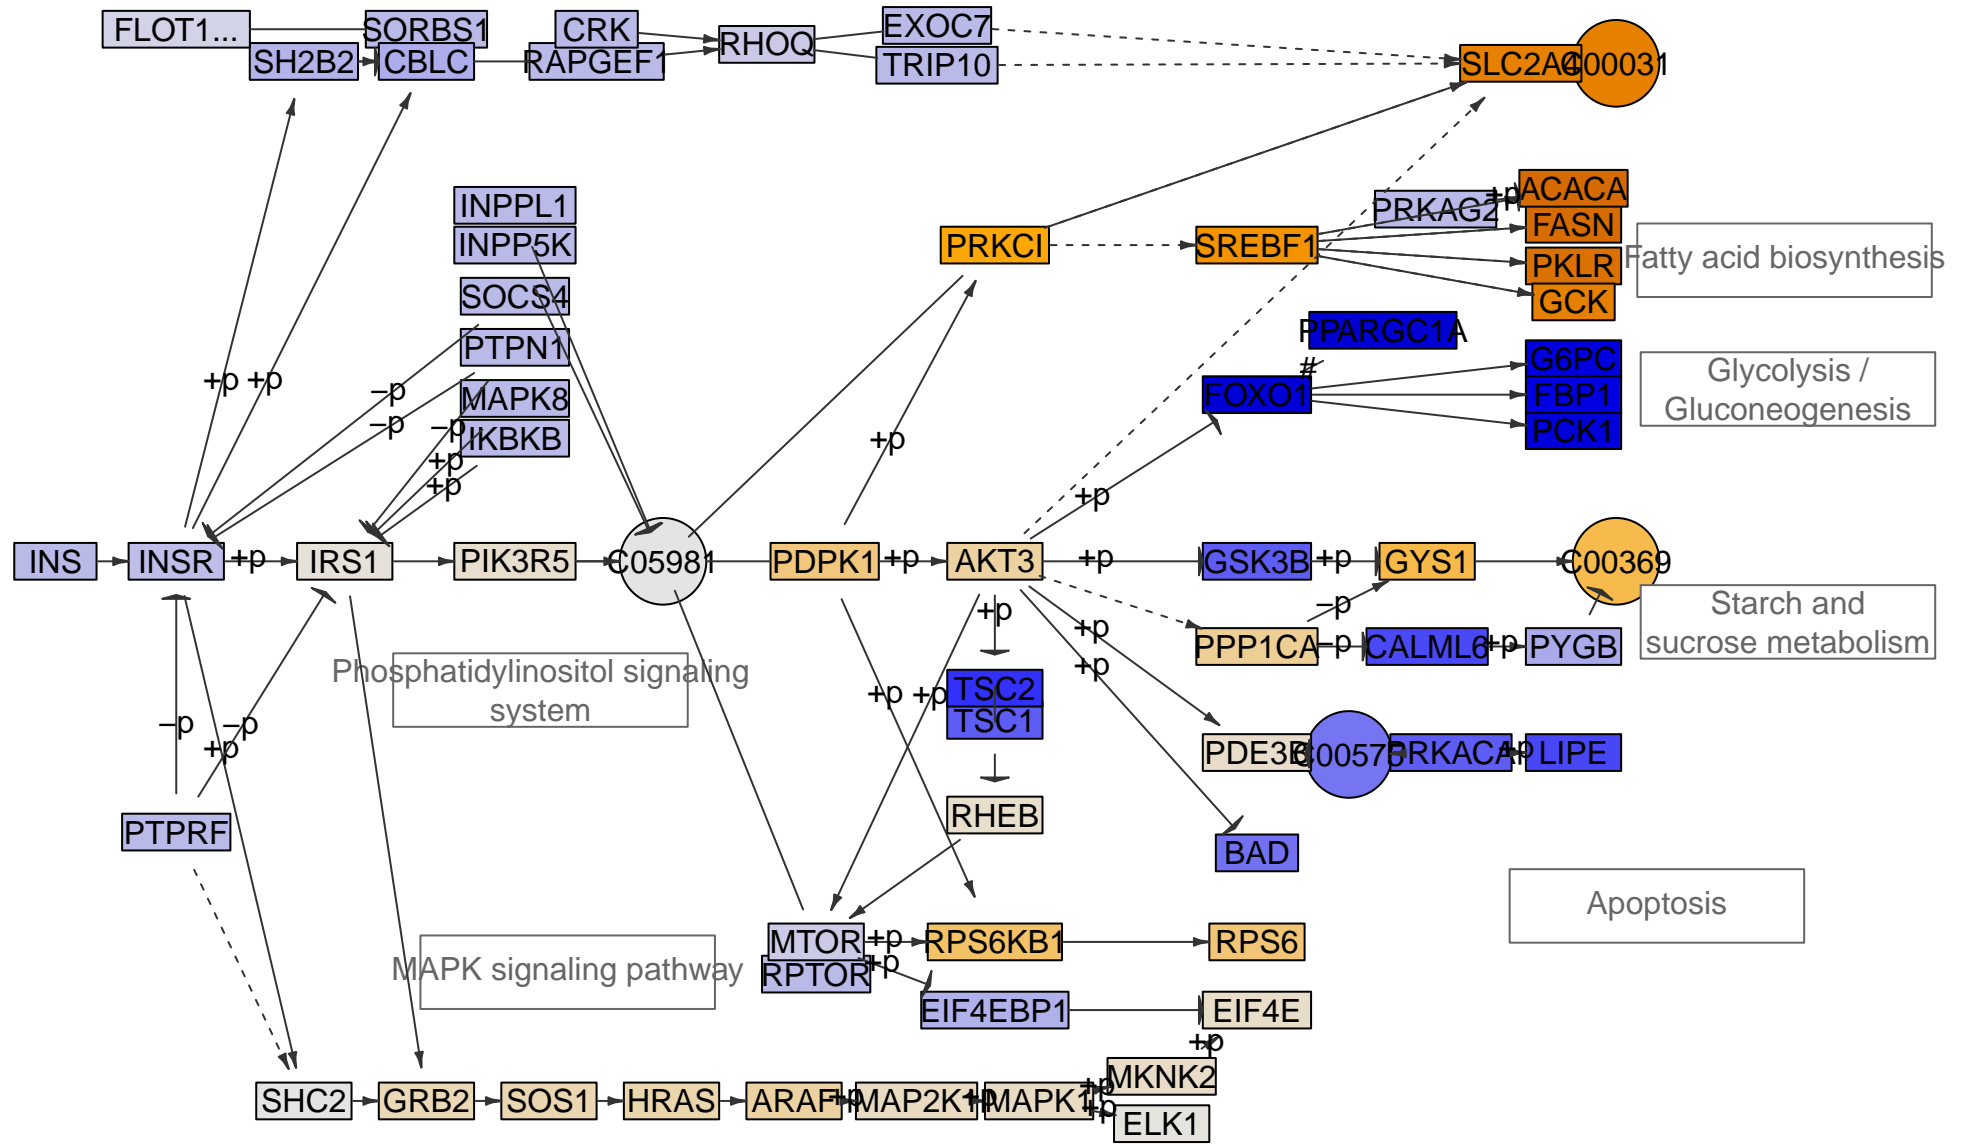 FLOT1...
SORBS1
CRK
EXOC7
SH2B2
CBLC
RAPGEF1
RHOQ
TRIP10
SLC2A4
C00031
INPPL1
INPP5K
SOCS4
PTPN1
MAPK8
IKBKB
PRKCI
SREBF1
PRKAG2
+p
ACACA
FASN
PKLR
GCK
Fatty acid biosynthesis
PPARGC1A
#
FOXO1
G6PC
FBP1
PCK1
Glycolysis /
Gluconeogenesis
+p
+p
−p
−p
−p
+p
+p
+p
+p
INS
INSR
+p
IRS1
PIK3R5
C05981
PDPK1
+p
AKT3
+p
GSK3B
+p
GYS1
C00369
−p
+p
+p
+p
PPP1CA
−p
CALML6
+p
PYGB
Starch and
sucrose metabolism
Phosphatidylinositol signaling
system
+p
+p
TSC2
TSC1
−p
+p
−p
PDE3B
C00575
PRKACA
+p
LIPE
PTPRF
RHEB
BAD
Apoptosis
MAPK signaling pathway
MTOR
RPTOR
+p
+p
RPS6KB1
RPS6
EIF4EBP1
EIF4E
+p
SHC2
GRB2
SOS1
HRAS
ARAF
+p
MAP2K1
+p
MAPK1
+p
+p
MKNK2
ELK1